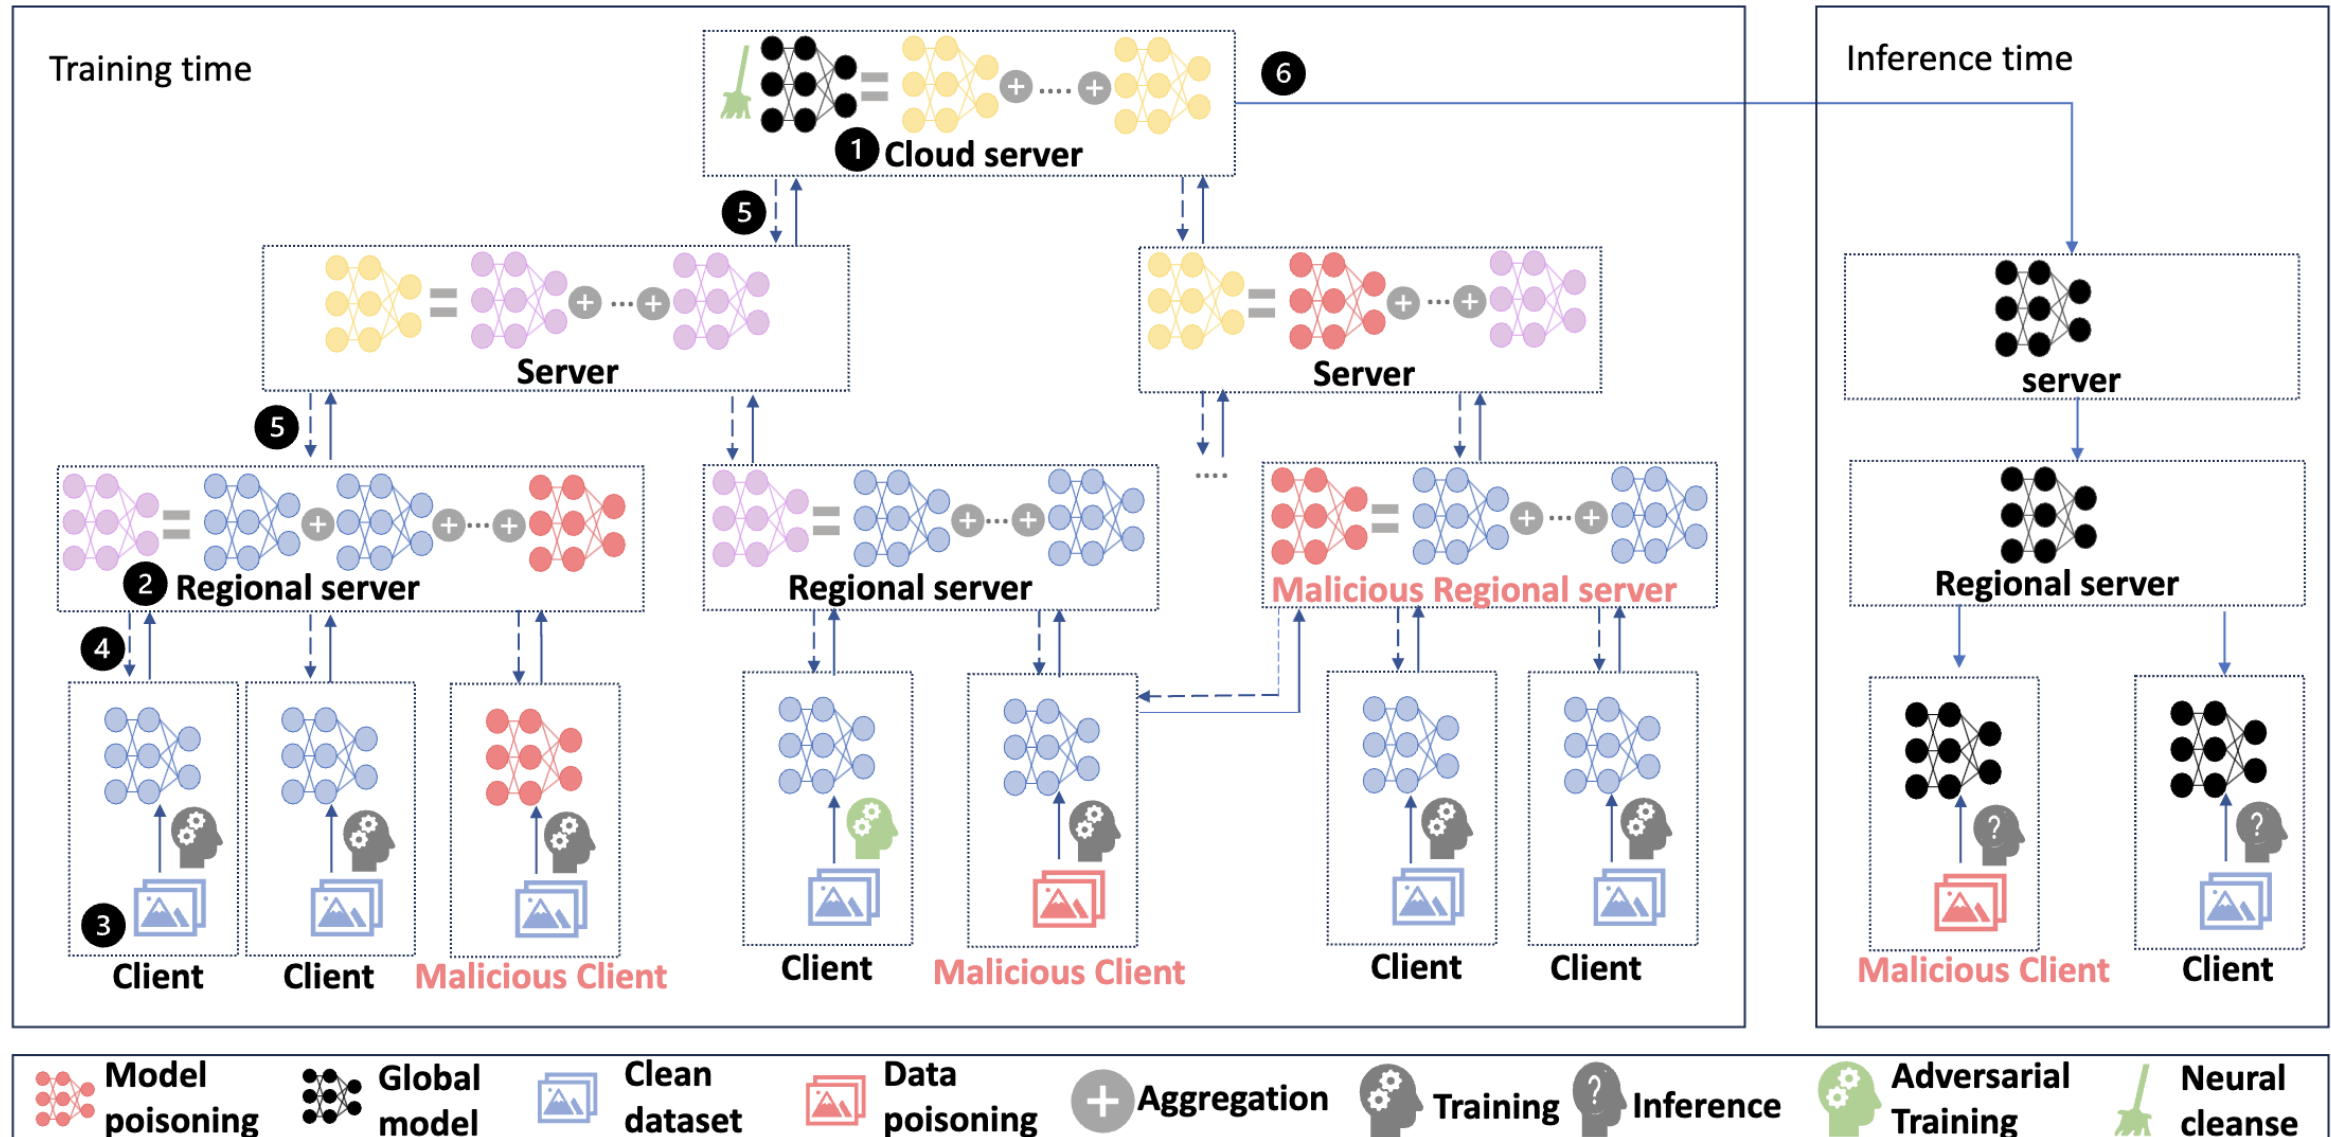 Training time
Inference time
6
1 Cloud server
5
Server
Server
server
5
2 Regional server
Regional server
Malicious Regional server
Regional server
4
3
Client
Client
Malicious Client
Client
Malicious Client
Client
Client
Malicious Client
Client
Model
poisoning
Global
model
Clean
dataset
Data
poisoning
Aggregation
Training
Inference
Adversarial
Training
Neural
cleanse